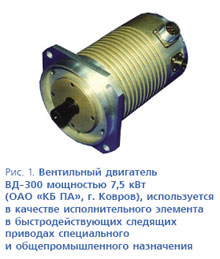 Рис. 1. Вентильный двигатель
ВД-300 мощностью 7,5 кВт
(ОАО «КБ ПА», г. Ковров), используется
в качестве исполнительного элемента
в быстродействующих следящих
приводах специального
и общепромышленного назначения